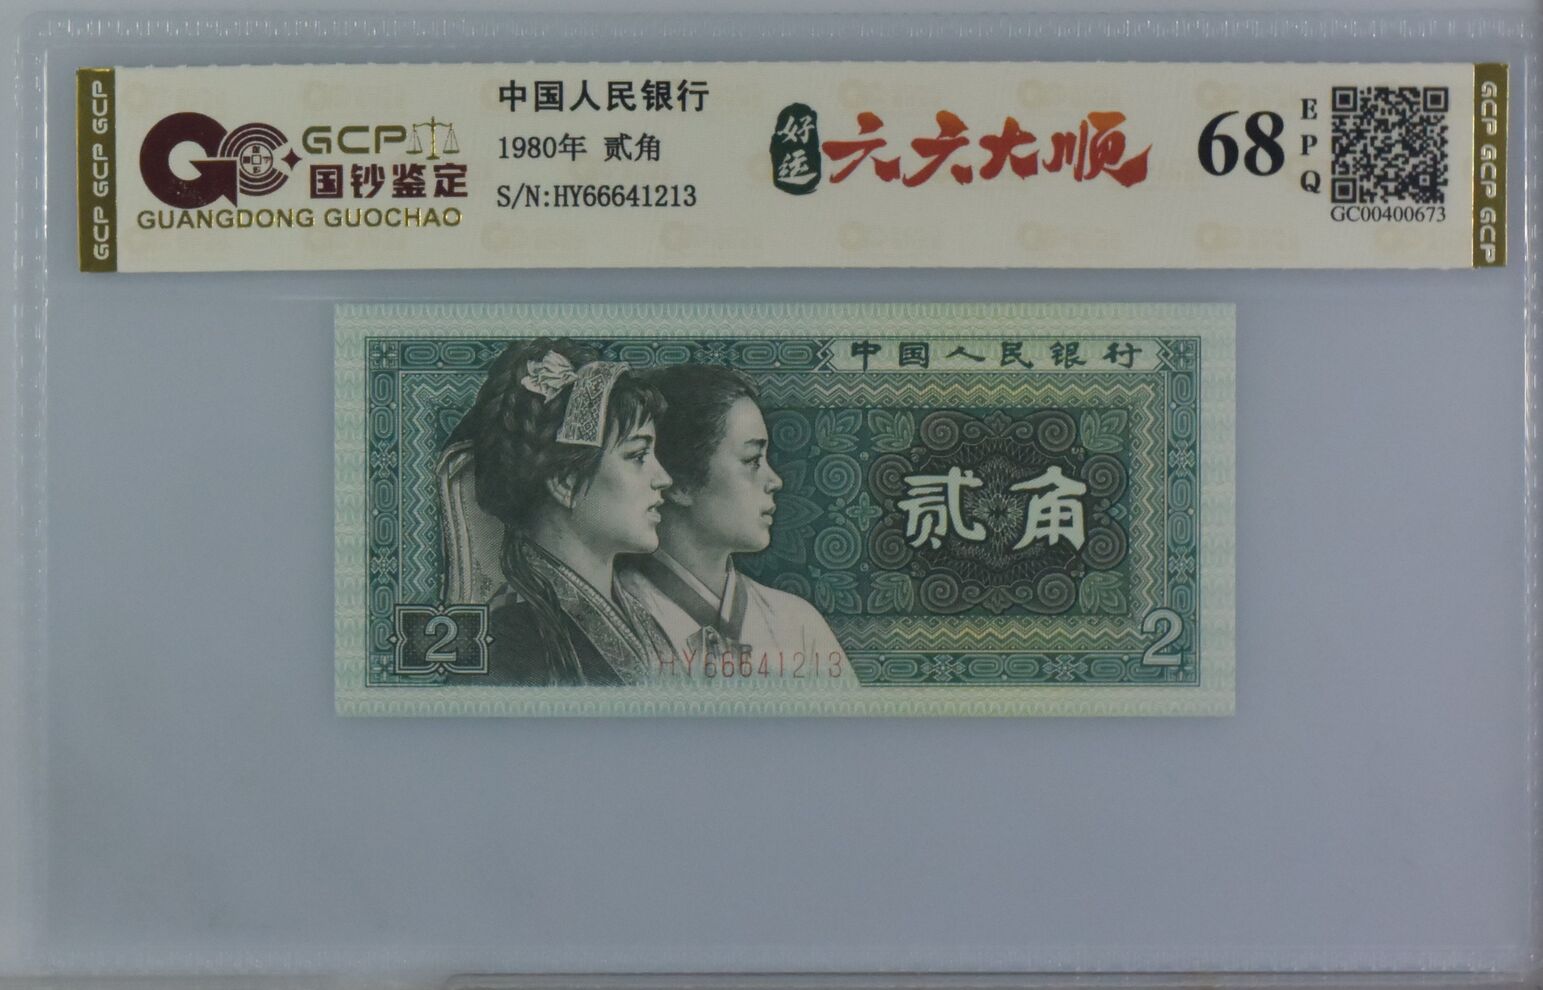 GCP GCP GCP
GCP
国钞鉴定
GUANGDONG GUOCHAO
中国人民银行
1980年 贰角
S/N:HY66641213
好运
六六大顺
68
EPQ
GC00400673
GCP GCP GCP
中国人民银行
贰角
2
2
HY66641213